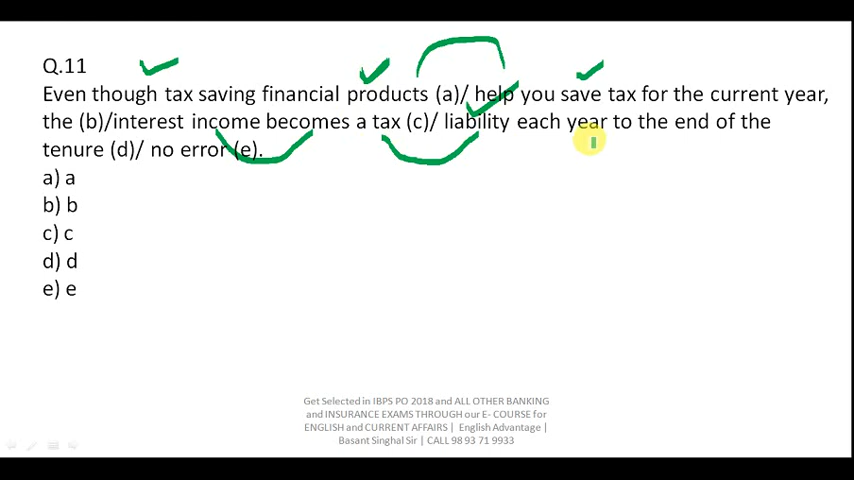 Q.11
Even though tax saving financial products (a)/ help you save tax for the current year,
the (b)/interest income becomes a tax (c)/ liability each year to the end of the
tenure (d)/ no error (e).
a) a
b) b
c) c
d) d
e) e
Get Selected in IBPS PO 2018 and ALL OTHER BANKING
and INSURANCE EXAMS THROUGH our E- COURSE for
ENGLISH and CURRENT AFFAIRS | English Advantage |
Basant Singhal Sir | CALL 98 93 71 9933